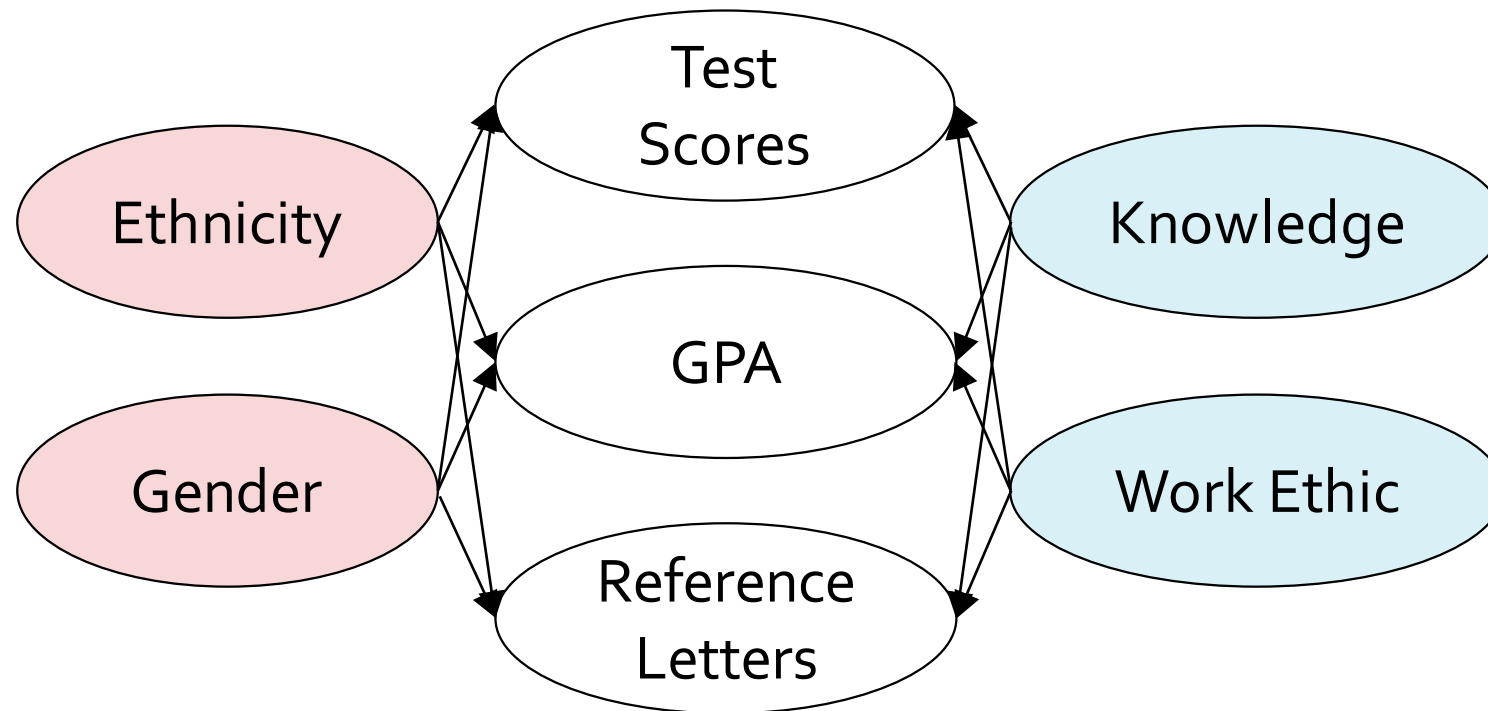 Test
Scores
Ethnicity
Knowledge
GPA
Gender
Work Ethic
Reference
Letters